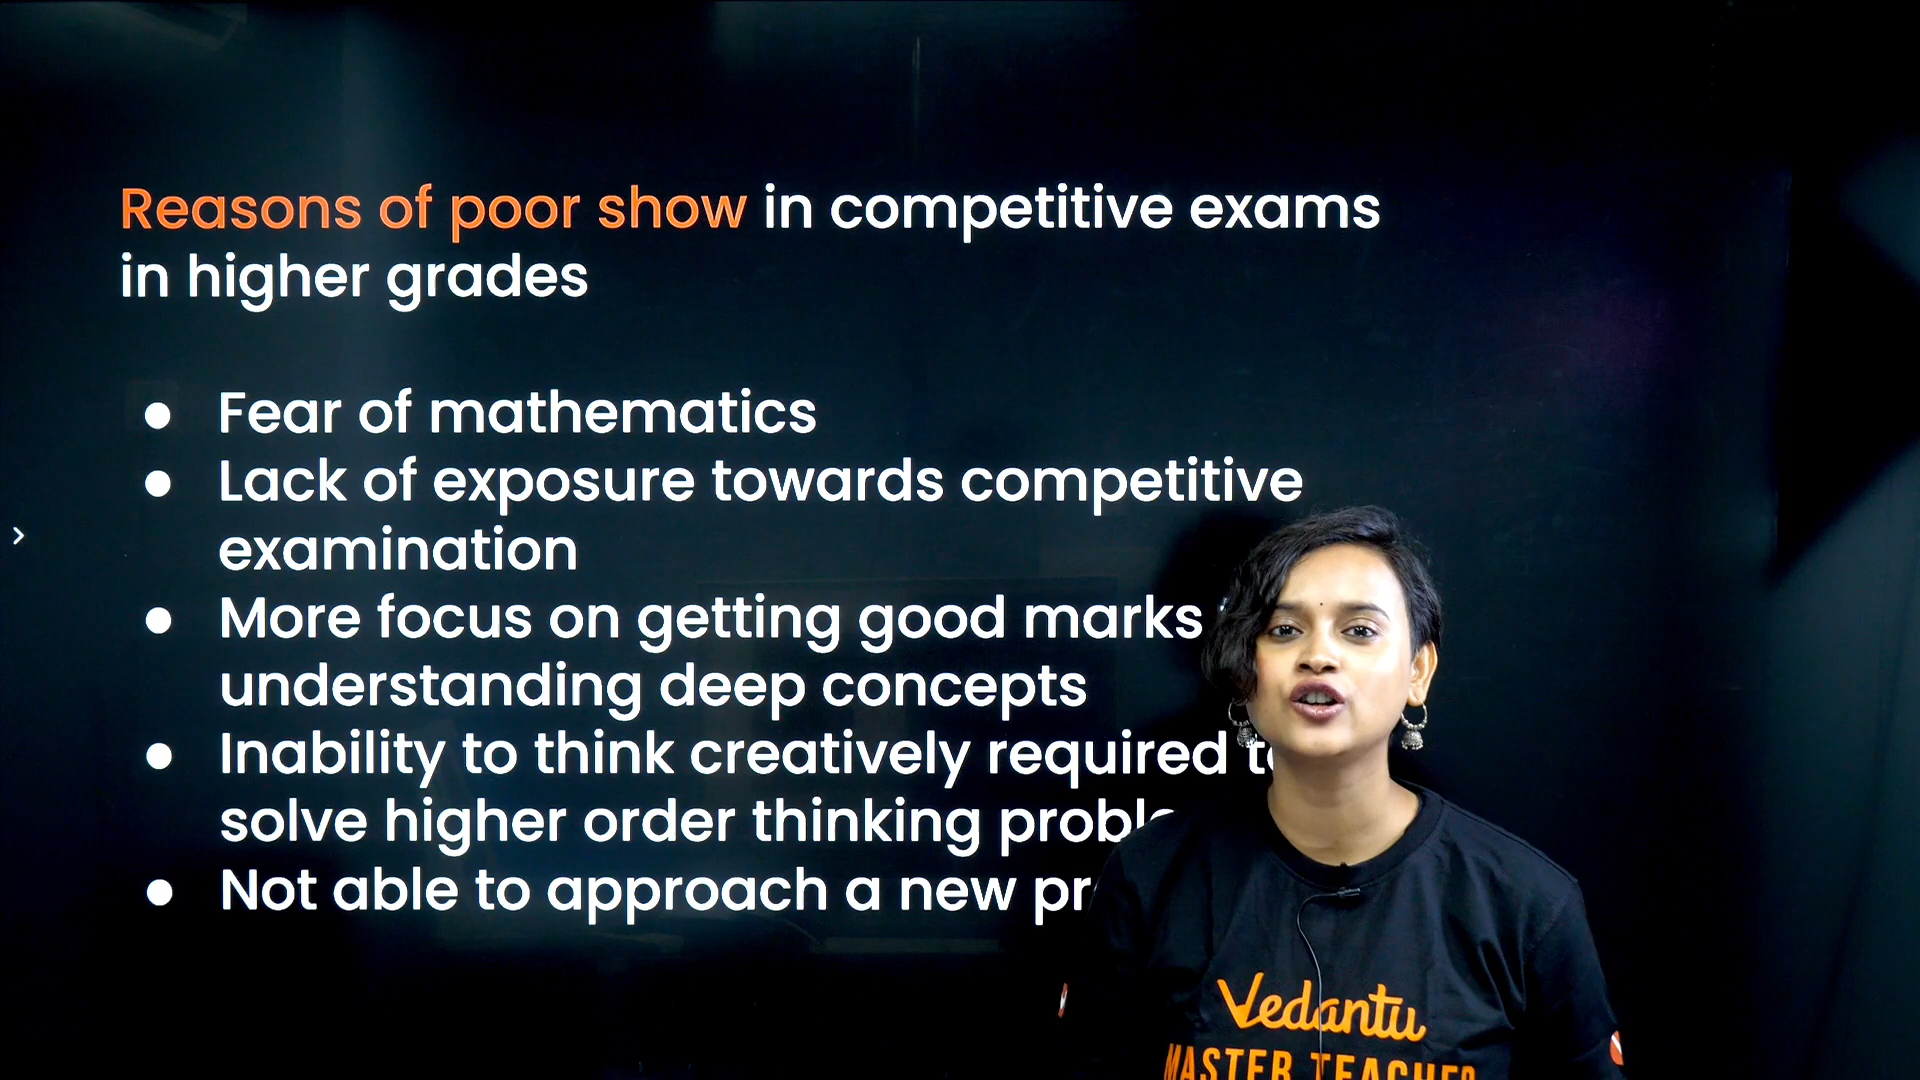 Reasons of poor show in competitive exams
in higher grades
● Fear of mathematics
● Lack of exposure towards competitive
examination
● More focus on getting good marks
understanding deep concepts
● Inability to think creatively required
solve higher order thinking
● Not able to approach a new
Vedantu
MASTER TEACHER